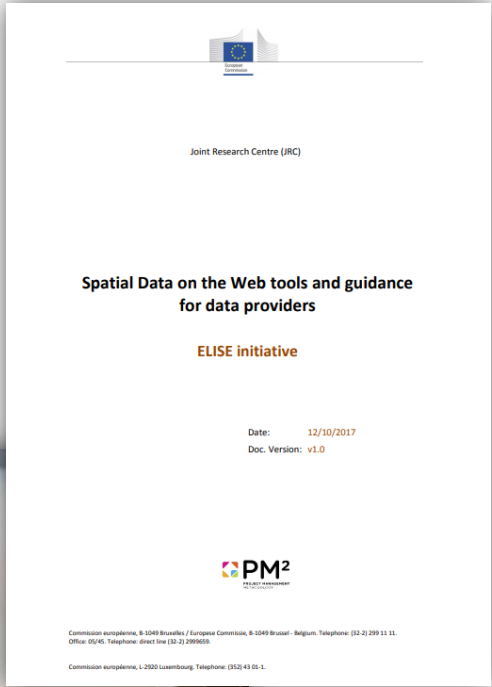 European
Commission
Joint Research Centre (JRC)
Spatial Data on the Web tools and guidance
for data providers
ELISE initiative
Date: 12/10/2017
Doc. Version: v1.0
PM²
PROJECT MANAGEMENT
METHODOLOGY
Commission européenne, B-1049 Bruxelles / Europese Commissie, B-1049 Brussel - Belgium. Telephone: (32-2) 299 11 11.
Office: 05/45. Telephone: direct line (32-2) 2999659.
Commission européenne, L-2920 Luxembourg. Telephone: (352) 43 01-1.